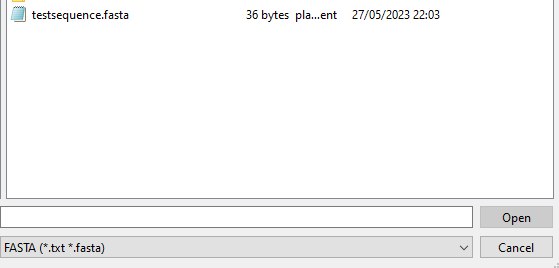 testsequence.fasta 36 bytes pla...ent 27/05/2023 22:03
Open
FASTA (*.txt *.fasta) Cancel